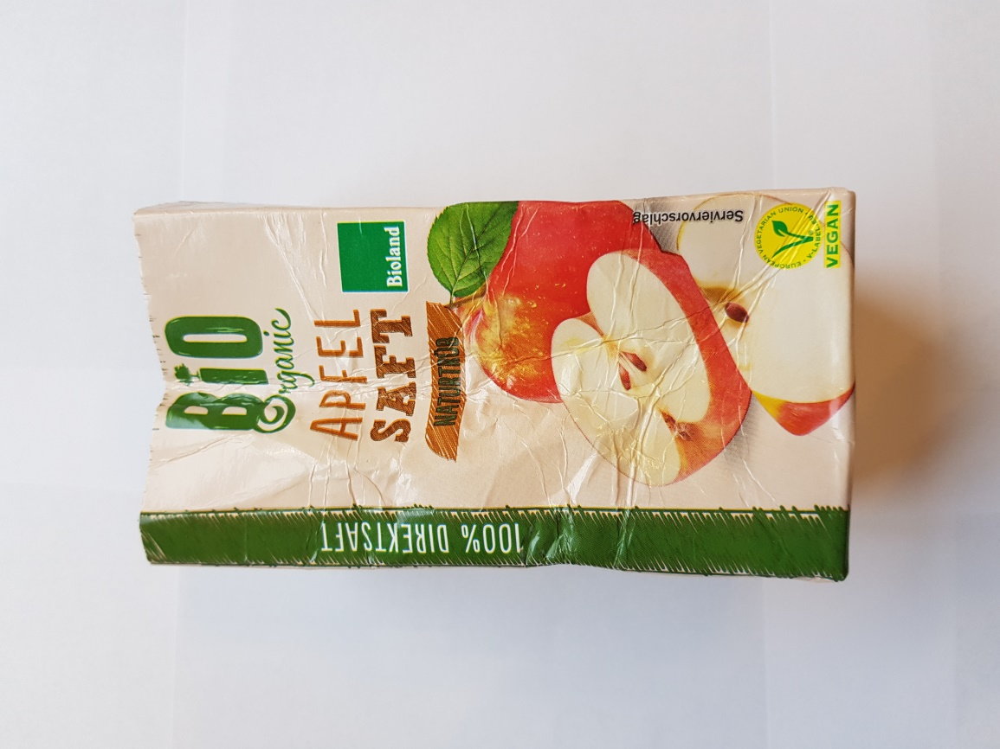 BiO
Organic
APFEL
SAFT
NATURTRÜB
Bioland
Serviervorschlag
EUROPEAN VEGETARIAN UNION
V-LABEL
VEGAN
100% DIREKTSAFT